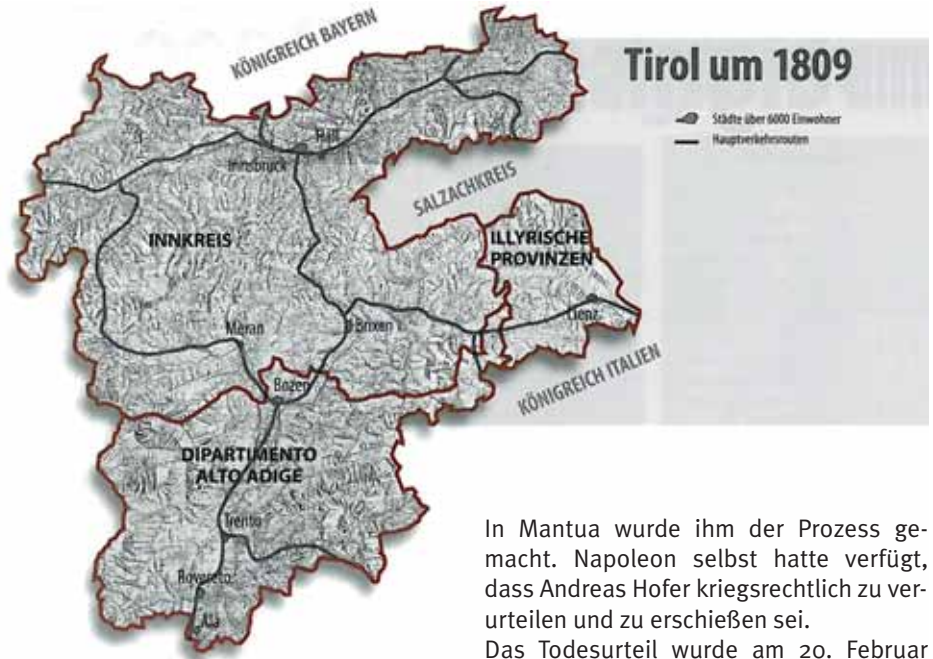 KÖNIGREICH BAYERN
Tirol um 1809
Städte über 6000 Einwohner
Hauptverkehrsrouten
Hall
Innsbruck
SALZACHKREIS
INNKREIS
ILLYRISCHE
PROVINZEN
Meran
Brixen
Lienz
Bozen
KÖNIGREICH ITALIEN
DIPARTIMENTO
ALTO ADIGE
Trento
Rovereto
Ala
In Mantua wurde ihm der Prozess ge-
macht. Napoleon selbst hatte verfügt,
dass Andreas Hofer kriegsrechtlich zu ver-
urteilen und zu erschießen sei.
Das Todesurteil wurde am 20. Februar